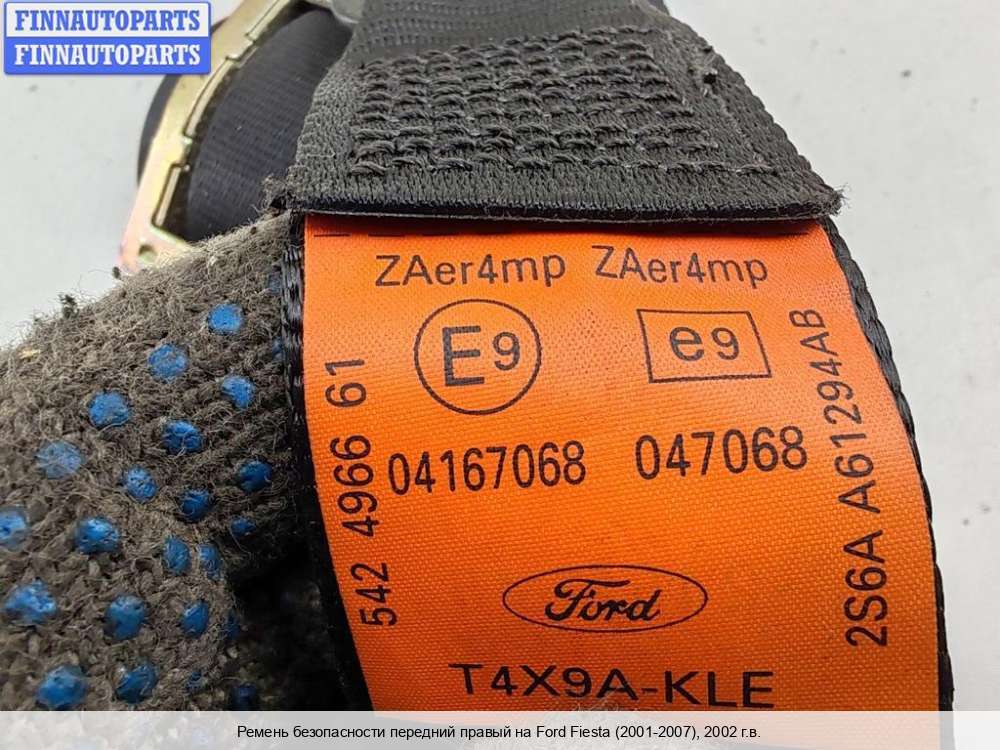 FINNAUTOPARTS
FINNAUTOPARTS
ZAer4mp ZAer4mp
E9 e9
04167068 047068
542 4966 61
2S6A A61294AB
Ford
T4X9A-KLE
Ремень безопасности передний правый на Ford Fiesta (2001-2007), 2002 г.в.